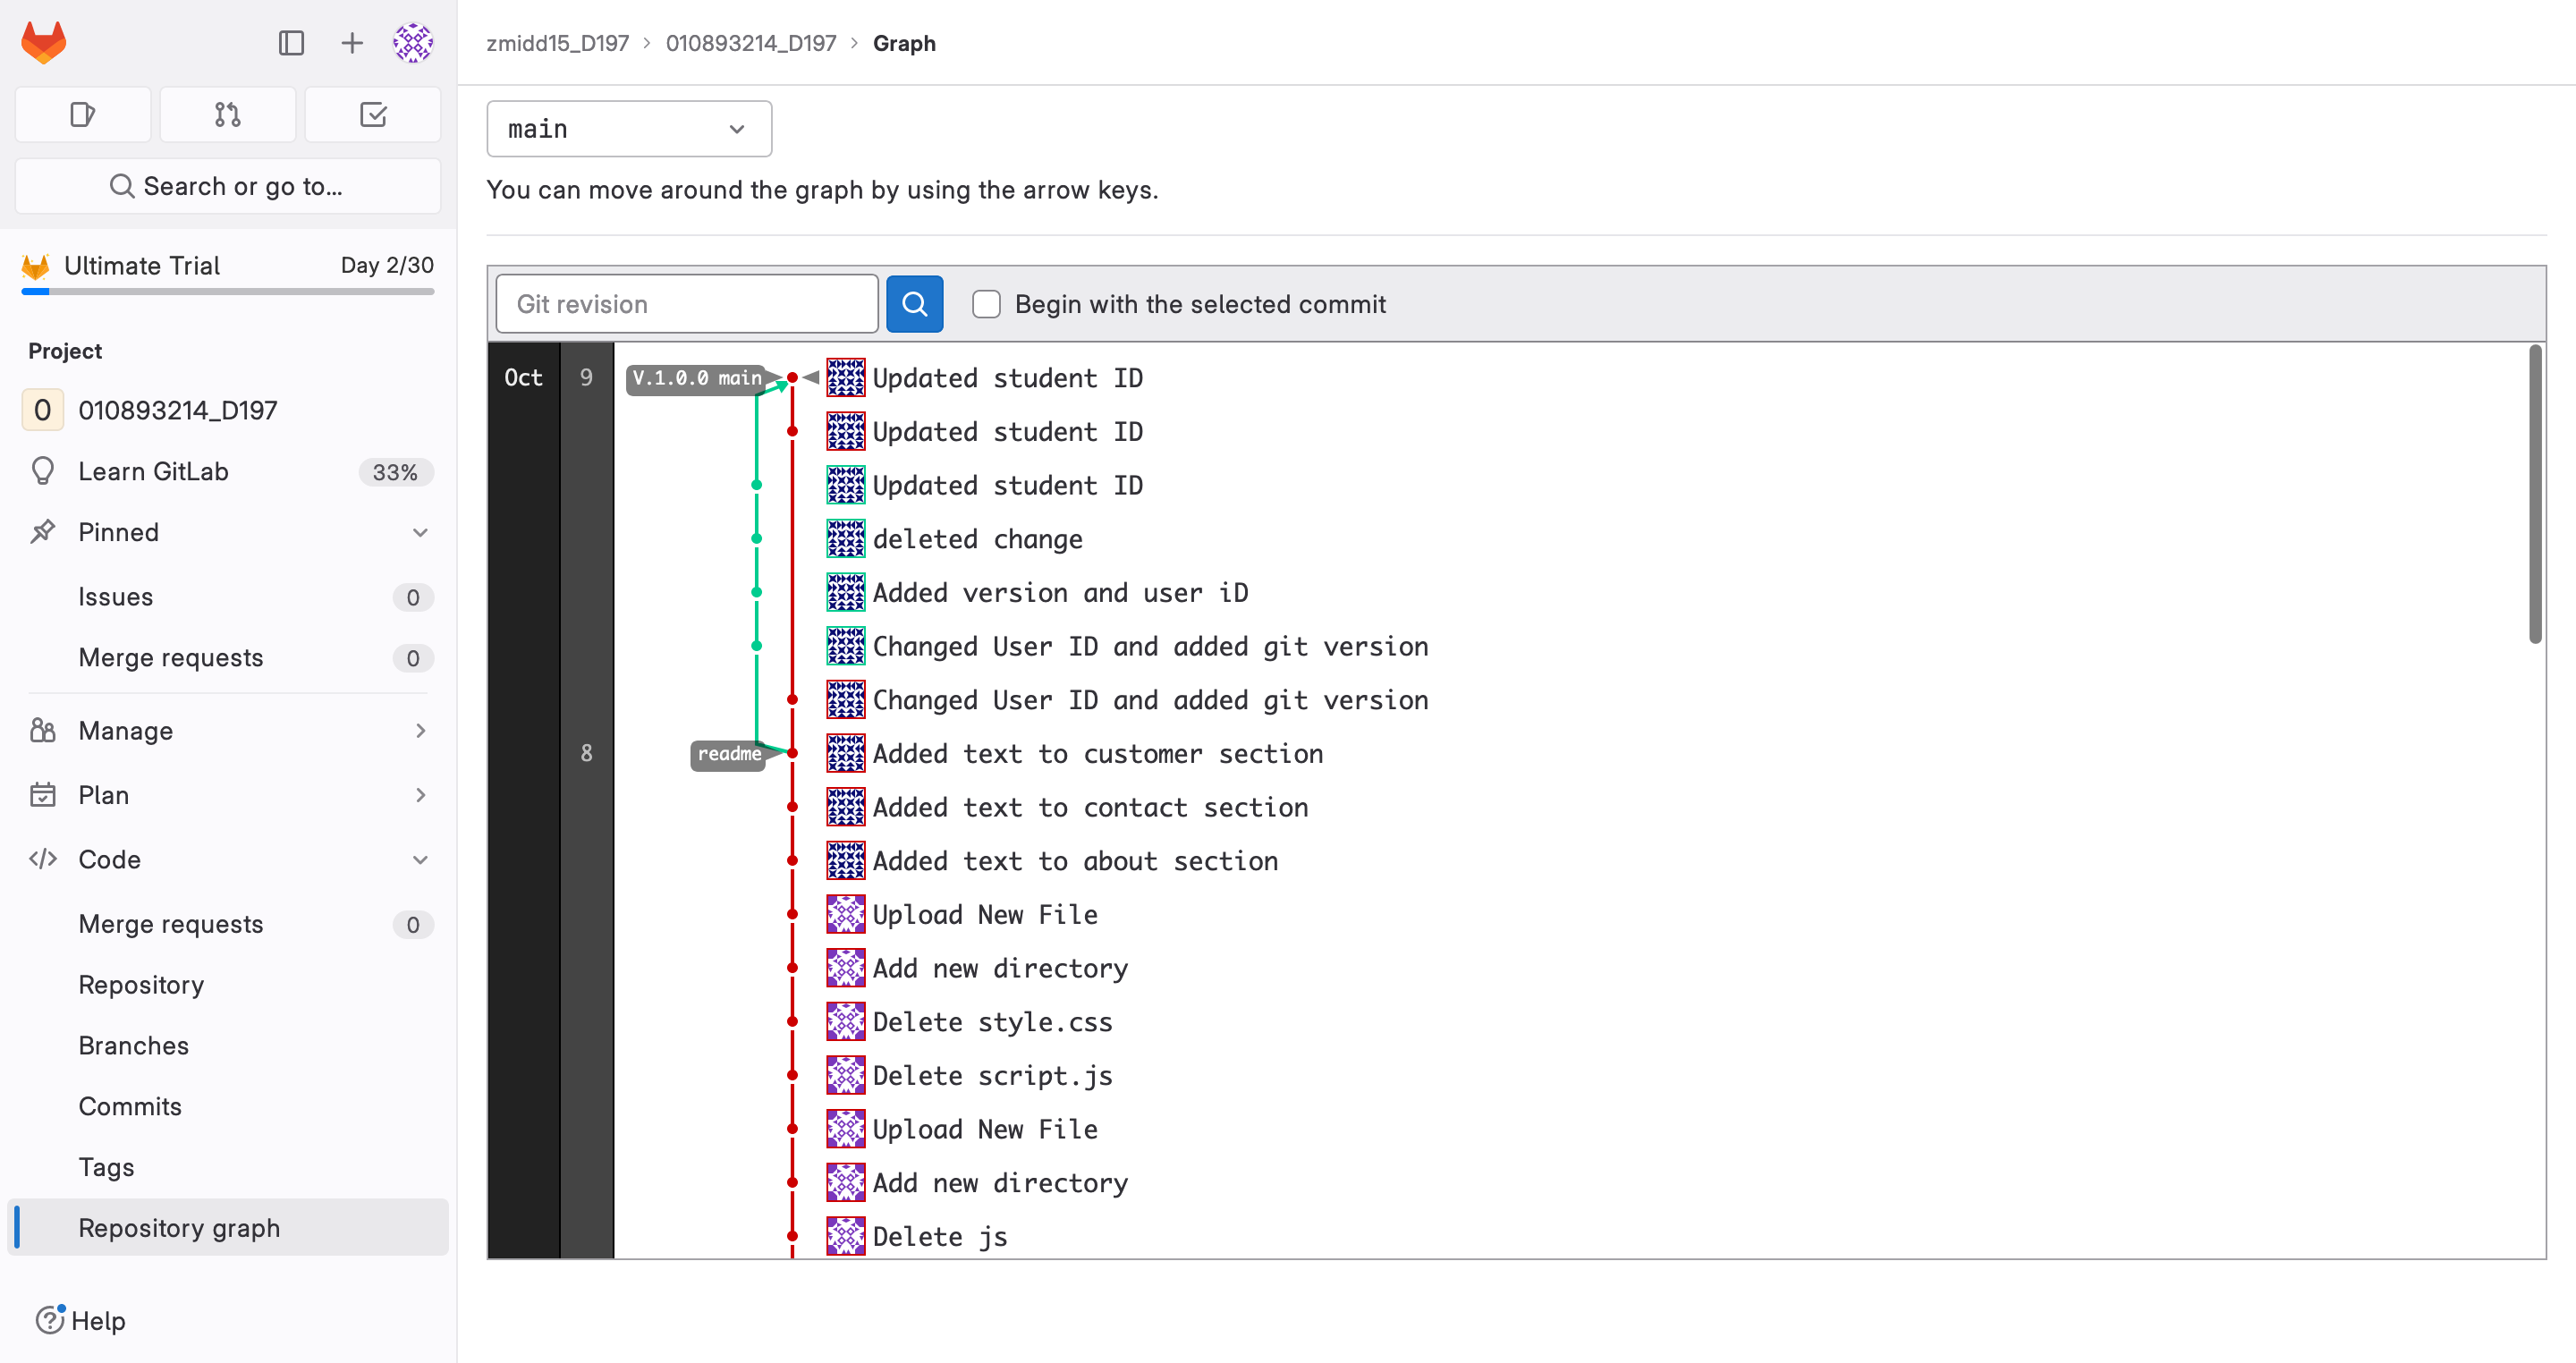 zmidd15_D197 › 010893214_D197 › Graph
Search or go to...
Ultimate Trial Day 2/30
Project
0 010893214_D197
Learn GitLab 33%
Pinned
Issues 0
Merge requests 0
Manage
Plan
Code
Merge requests 0
Repository
Branches
Commits
Tags
Repository graph
Help
main
You can move around the graph by using the arrow keys.
Git revision Begin with the selected commit
Oct 9 V.1.0.0 main Updated student ID
Updated student ID
Updated student ID
deleted change
Added version and user iD
Changed User ID and added git version
Changed User ID and added git version
8 readme Added text to customer section
Added text to contact section
Added text to about section
Upload New File
Add new directory
Delete style.css
Delete script.js
Upload New File
Add new directory
Delete js